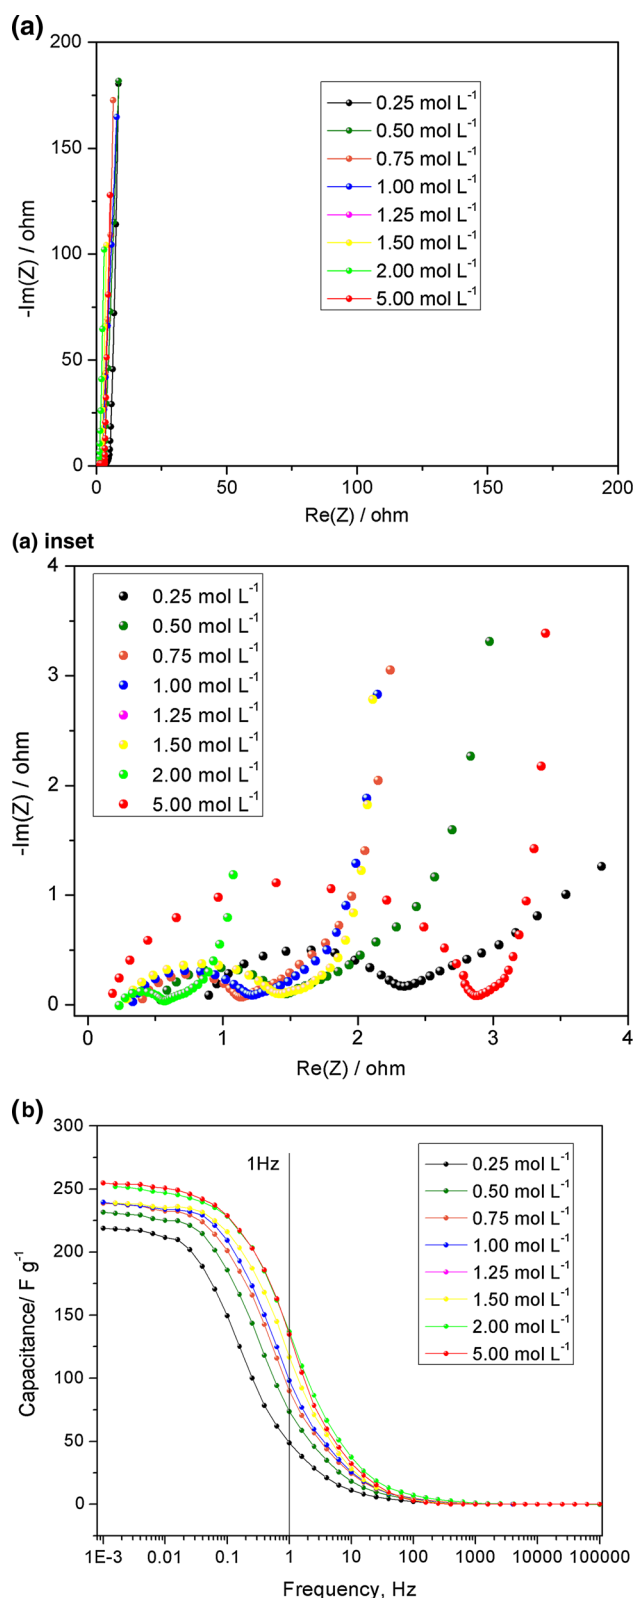 (a)
200
150
100
50
0
0 50 100 150 200
-Im(Z) / ohm
Re(Z) / ohm
0.25 mol L⁻¹
0.50 mol L⁻¹
0.75 mol L⁻¹
1.00 mol L⁻¹
1.25 mol L⁻¹
1.50 mol L⁻¹
2.00 mol L⁻¹
5.00 mol L⁻¹
(a) inset
4
3
2
1
0
0 1 2 3 4
-Im(Z) / ohm
Re(Z) / ohm
0.25 mol L⁻¹
0.50 mol L⁻¹
0.75 mol L⁻¹
1.00 mol L⁻¹
1.25 mol L⁻¹
1.50 mol L⁻¹
2.00 mol L⁻¹
5.00 mol L⁻¹
(b)
300
250
200
150
100
50
0
1E-3 0.01 0.1 1 10 100 1000 10000 100000
Capacitance/ F g⁻¹
Frequency, Hz
1Hz
0.25 mol L⁻¹
0.50 mol L⁻¹
0.75 mol L⁻¹
1.00 mol L⁻¹
1.25 mol L⁻¹
1.50 mol L⁻¹
2.00 mol L⁻¹
5.00 mol L⁻¹